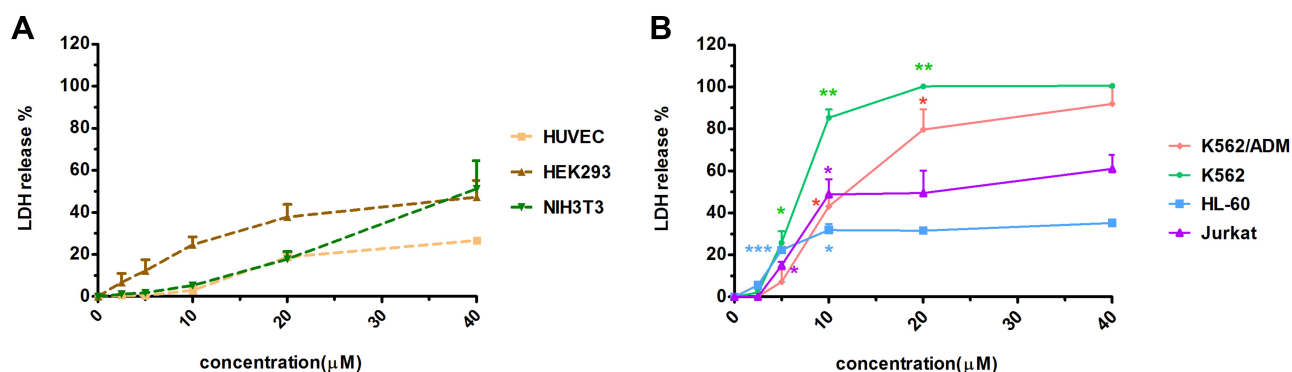 A
120
100
80
60
40
20
0
LDH release %
0
10
20
30
40
concentration(μM)
HUVEC
HEK293
NIH3T3
B
120
100
80
60
40
20
0
LDH release %
0
10
20
30
40
concentration(μM)
**
**
*
*
*
*
***
*
*
K562/ADM
K562
HL-60
Jurkat